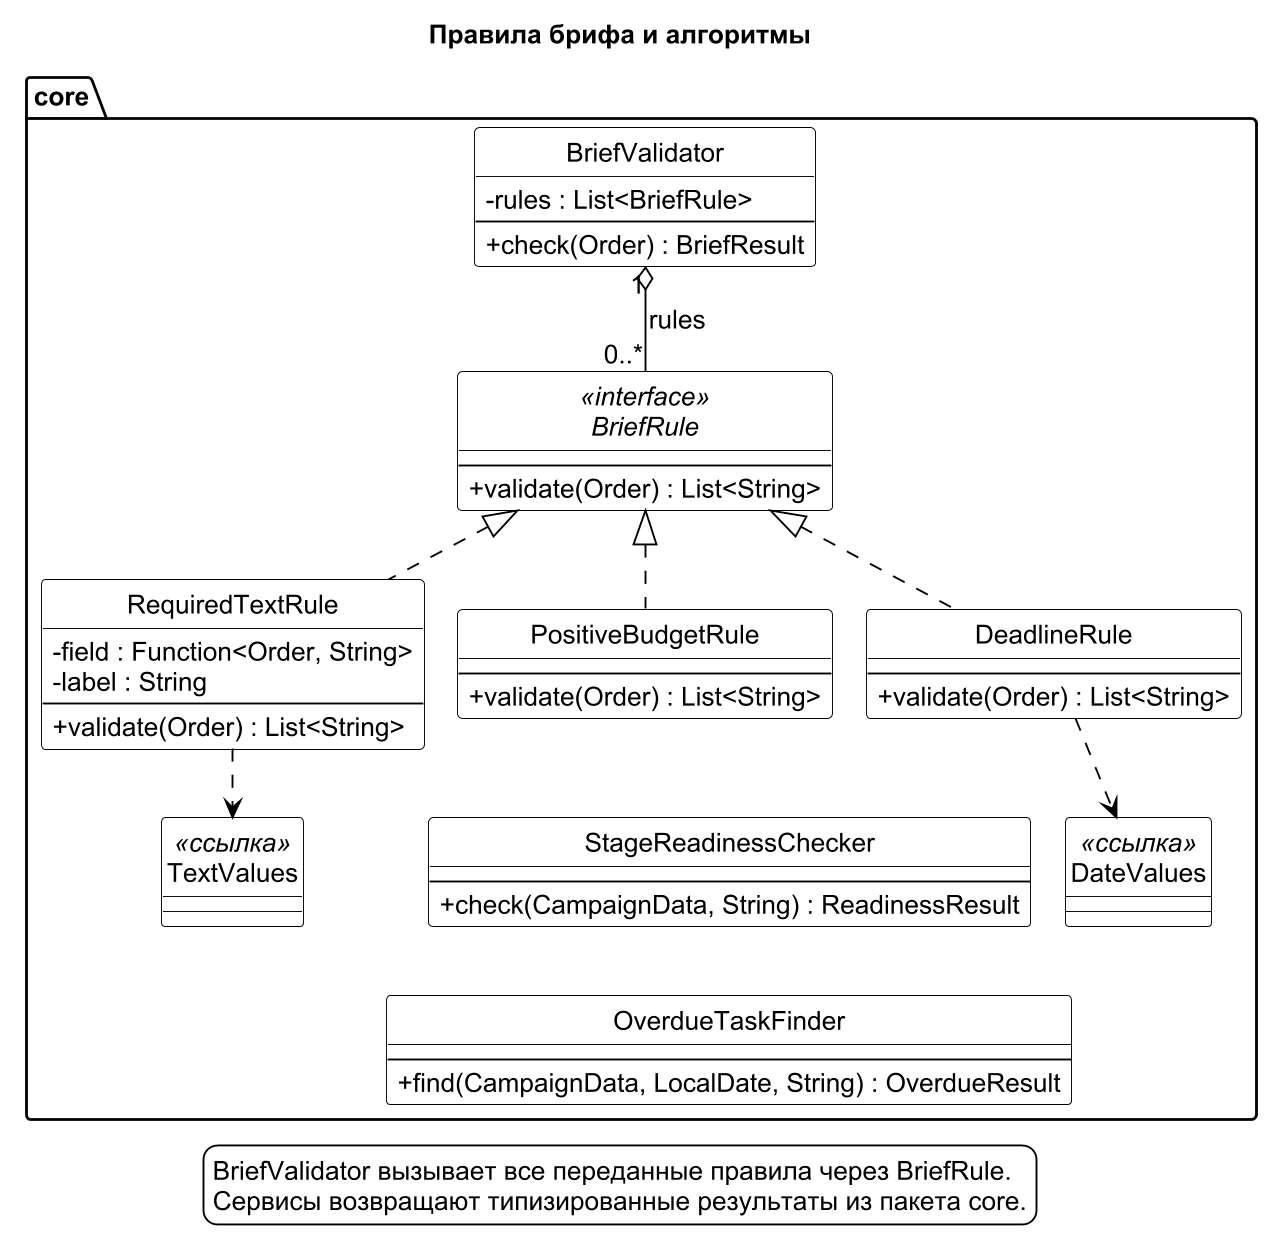 Правила брифа и алгоритмы
core
BriefValidator
-rules : List<BriefRule>
+check(Order) : BriefResult
1
rules
0..*
«interface»
BriefRule
+validate(Order) : List<String>
RequiredTextRule
-field : Function<Order, String>
-label : String
+validate(Order) : List<String>
PositiveBudgetRule
+validate(Order) : List<String>
DeadlineRule
+validate(Order) : List<String>
«ссылка»
TextValues
StageReadinessChecker
+check(CampaignData, String) : ReadinessResult
«ссылка»
DateValues
OverdueTaskFinder
+find(CampaignData, LocalDate, String) : OverdueResult
BriefValidator вызывает все переданные правила через BriefRule.
Сервисы возвращают типизированные результаты из пакета core.